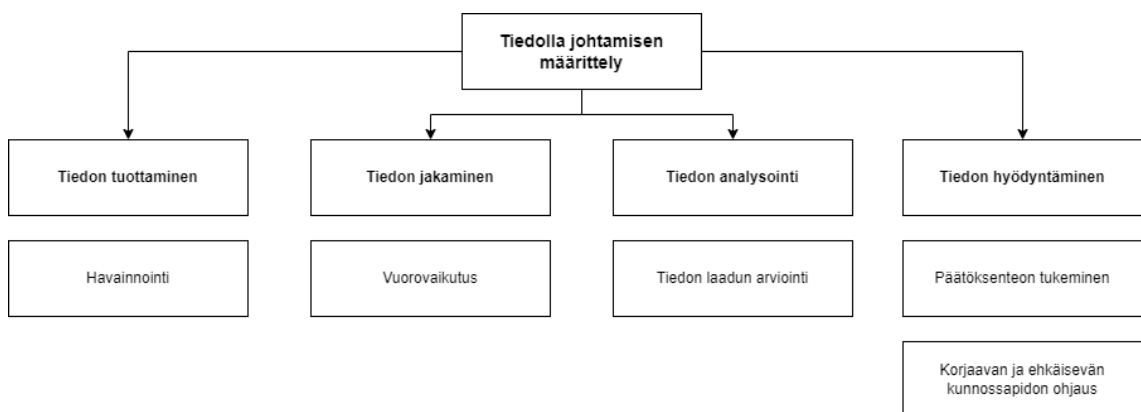 Tiedolla johtamisen
määrittely
Tiedon tuottaminen
Tiedon jakaminen
Tiedon analysointi
Tiedon hyödyntäminen
Havainnointi
Vuorovaikutus
Tiedon laadun arviointi
Päätöksenteon tukeminen
Korjaavan ja ehkäisevän
kunnossapidon ohjaus